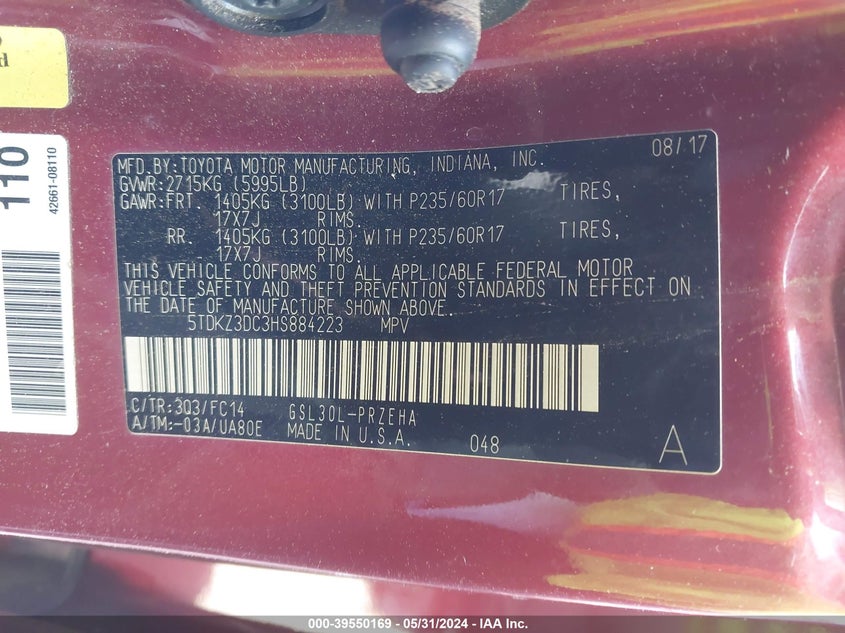 d
110
42661-08110
MFD.BY:TOYOTA MOTOR MANUFACTURING, INDIANA, INC. 08/17
GVWR:2715KG (5995LB)
GAWR:FRT. 1405KG (3100LB) WITH P235/60R17 TIRES,
17X7J RIMS.
RR. 1405KG (3100LB) WITH P235/60R17 TIRES,
17X7J RIMS.
THIS VEHICLE CONFORMS TO ALL APPLICABLE FEDERAL MOTOR
VEHICLE SAFETY AND THEFT PREVENTION STANDARDS IN EFFECT ON
THE DATE OF MANUFACTURE SHOWN ABOVE.
5TDKZ3DC3HS884223 MPV
C/TR:3Q3/FC14 GSL30L-PRZEHA
A/TM:-03A/UA80E MADE IN U.S.A. 048 A
000-39550169 - 05/31/2024 - IAA Inc.